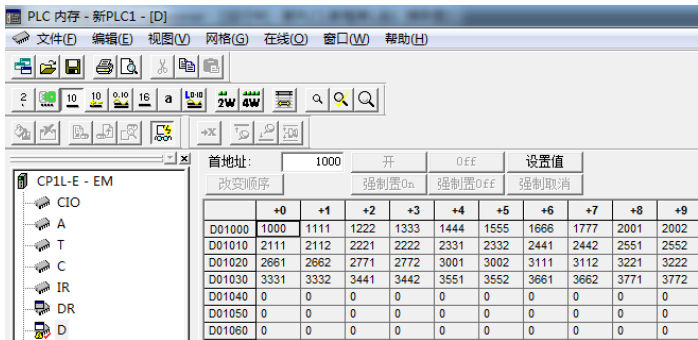 PLC 内存 - 新PLC1 - [D]
文件(F) 编辑(E) 视图(V) 网格(G) 在线(O) 窗口(W) 帮助(H)
2 10 10 0.10 16 a 2W 4W
首地址: 1000 开 Off 设置值
改变顺序 强制置On 强制置Off 强制取消
CP1L-E - EM
CIO
A
T
C
IR
DR
D
+0 +1 +2 +3 +4 +5 +6 +7 +8 +9
D01000 1000 1111 1222 1333 1444 1555 1666 1777 2001 2002
D01010 2111 2112 2221 2222 2331 2332 2441 2442 2551 2552
D01020 2661 2662 2771 2772 3001 3002 3111 3112 3221 3222
D01030 3331 3332 3441 3442 3551 3552 3661 3662 3771 3772
D01040 0 0 0 0 0 0 0 0 0 0
D01050 0 0 0 0 0 0 0 0 0 0
D01060 0 0 0 0 0 0 0 0 0 0